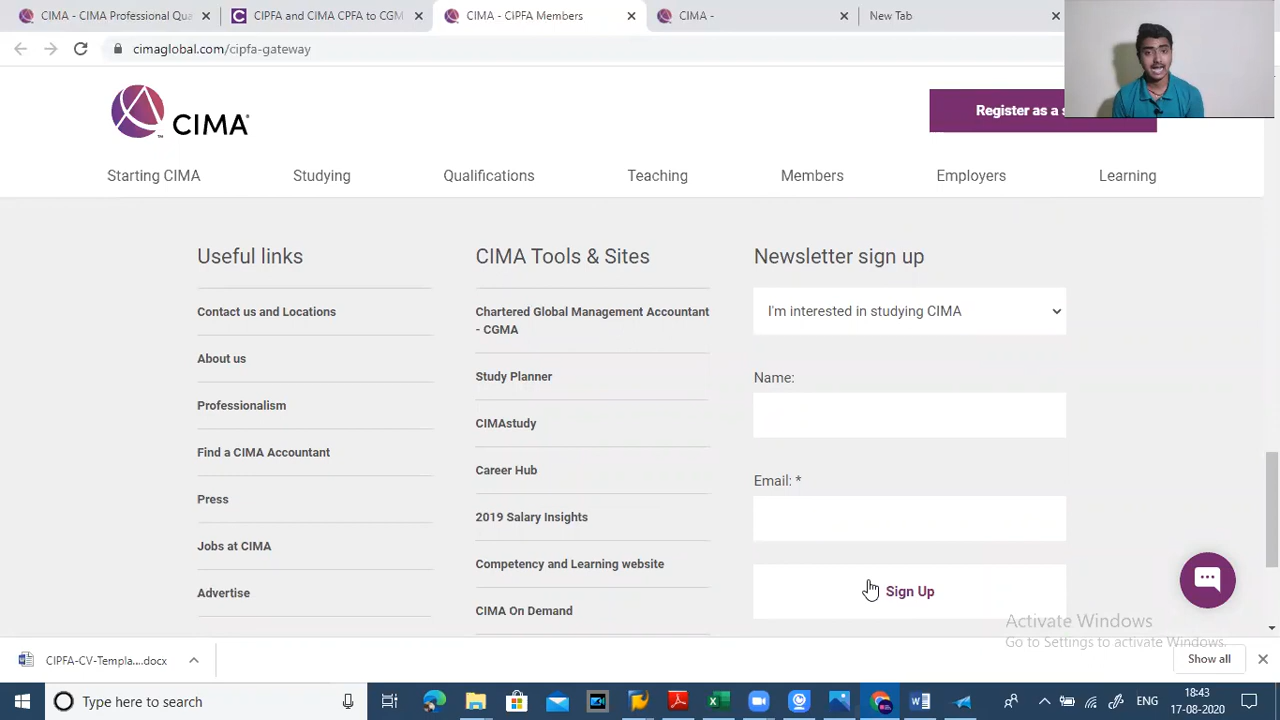 CIMA - CIMA Professional Qua
CIPFA and CIMA CPFA to CGM
CIMA - CIPFA Members
CIMA -
New Tab
cimaglobal.com/cipfa-gateway
CIMA
Register as a s
Starting CIMA
Studying
Qualifications
Teaching
Members
Employers
Learning
Useful links
Contact us and Locations
About us
Professionalism
Find a CIMA Accountant
Press
Jobs at CIMA
Advertise
CIMA Tools & Sites
Chartered Global Management Accountant
- CGMA
Study Planner
CIMAstudy
Career Hub
2019 Salary Insights
Competency and Learning website
CIMA On Demand
Newsletter sign up
I'm interested in studying CIMA
Name:
Email: *
Sign Up
Activate Windows
Go to Settings to activate Windows.
CIPFA-CV-Templa....docx
Show all
Type here to search
ENG
18:43
17-08-2020